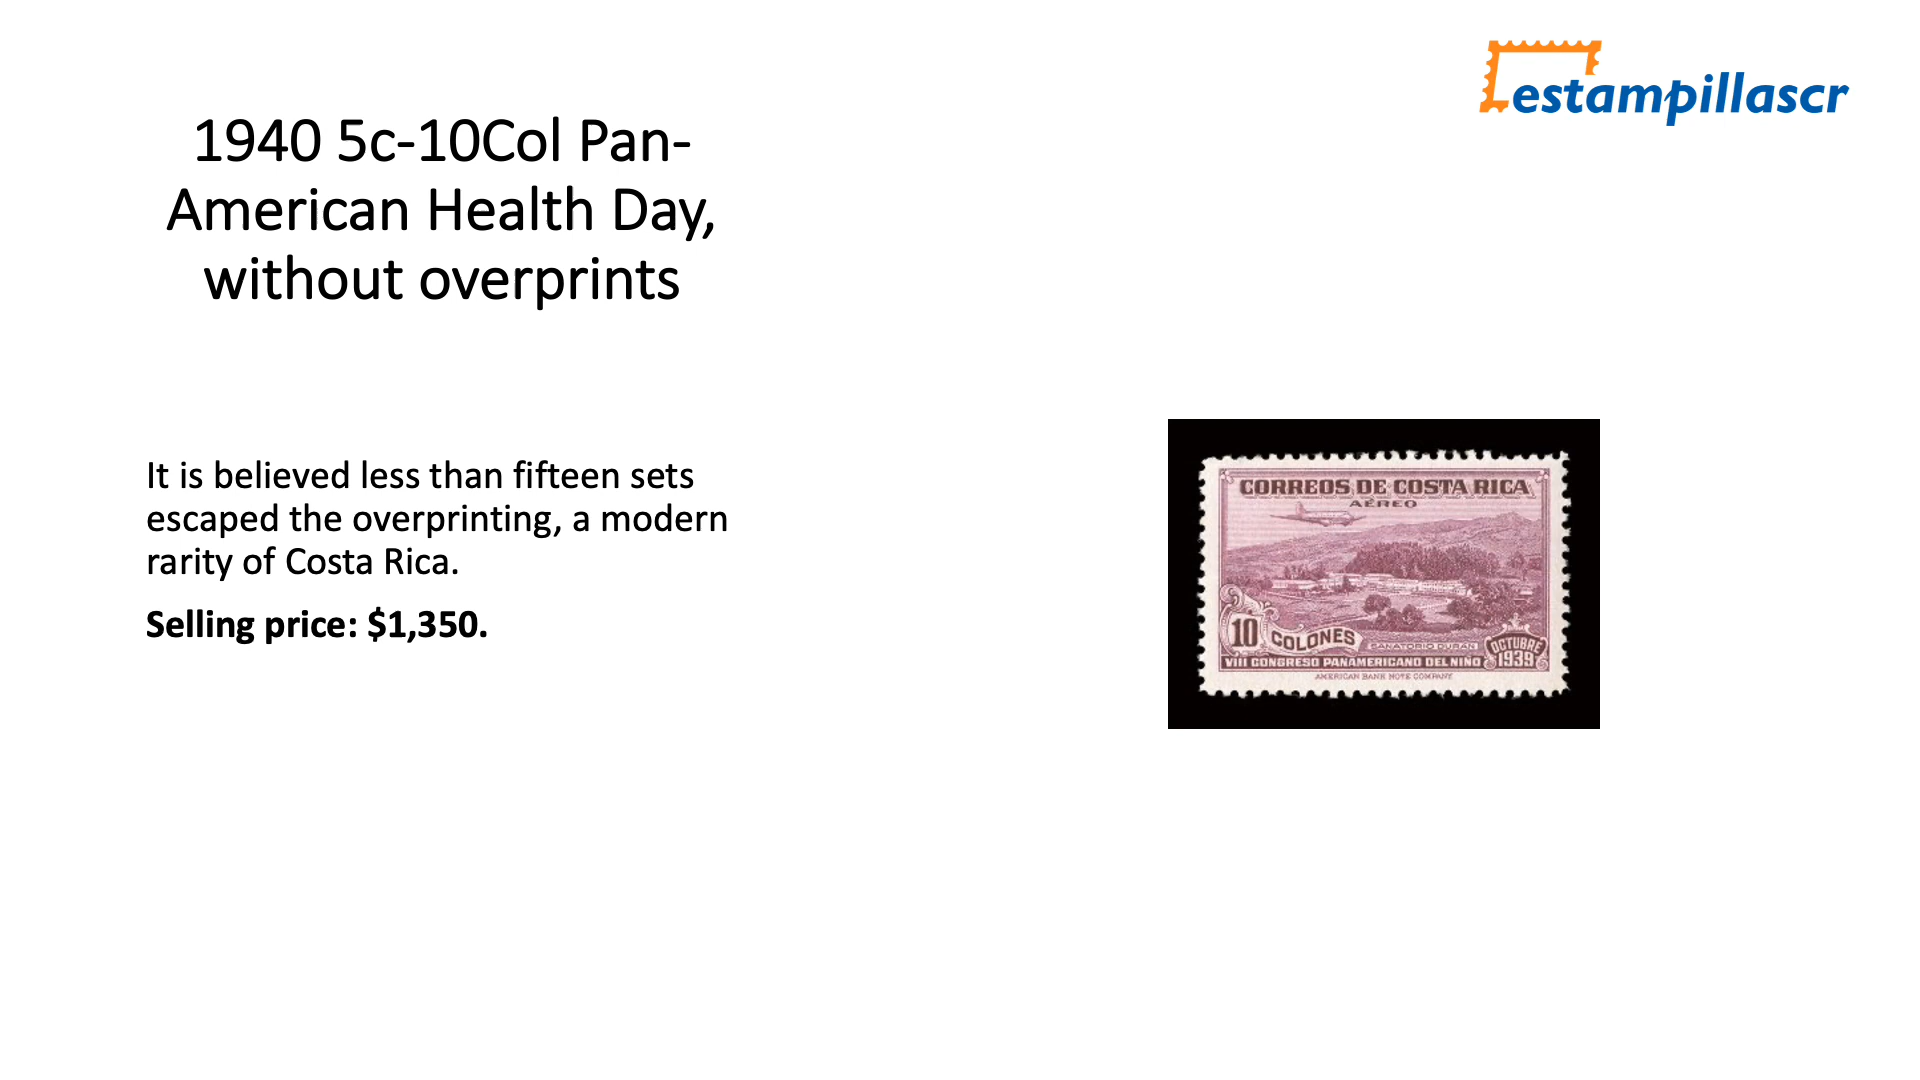 estampillascr
1940 5c-10Col Pan-
American Health Day,
without overprints
It is believed less than fifteen sets
escaped the overprinting, a modern
rarity of Costa Rica.
Selling price: $1,350.
CORREOS DE COSTA RICA
AÉREO
10 COLONES
SANATORIO DURAN
OCTUBRE
1939
VIII CONGRESO PANAMERICANO DEL NIÑO
AMERICAN BANK NOTE COMPANY